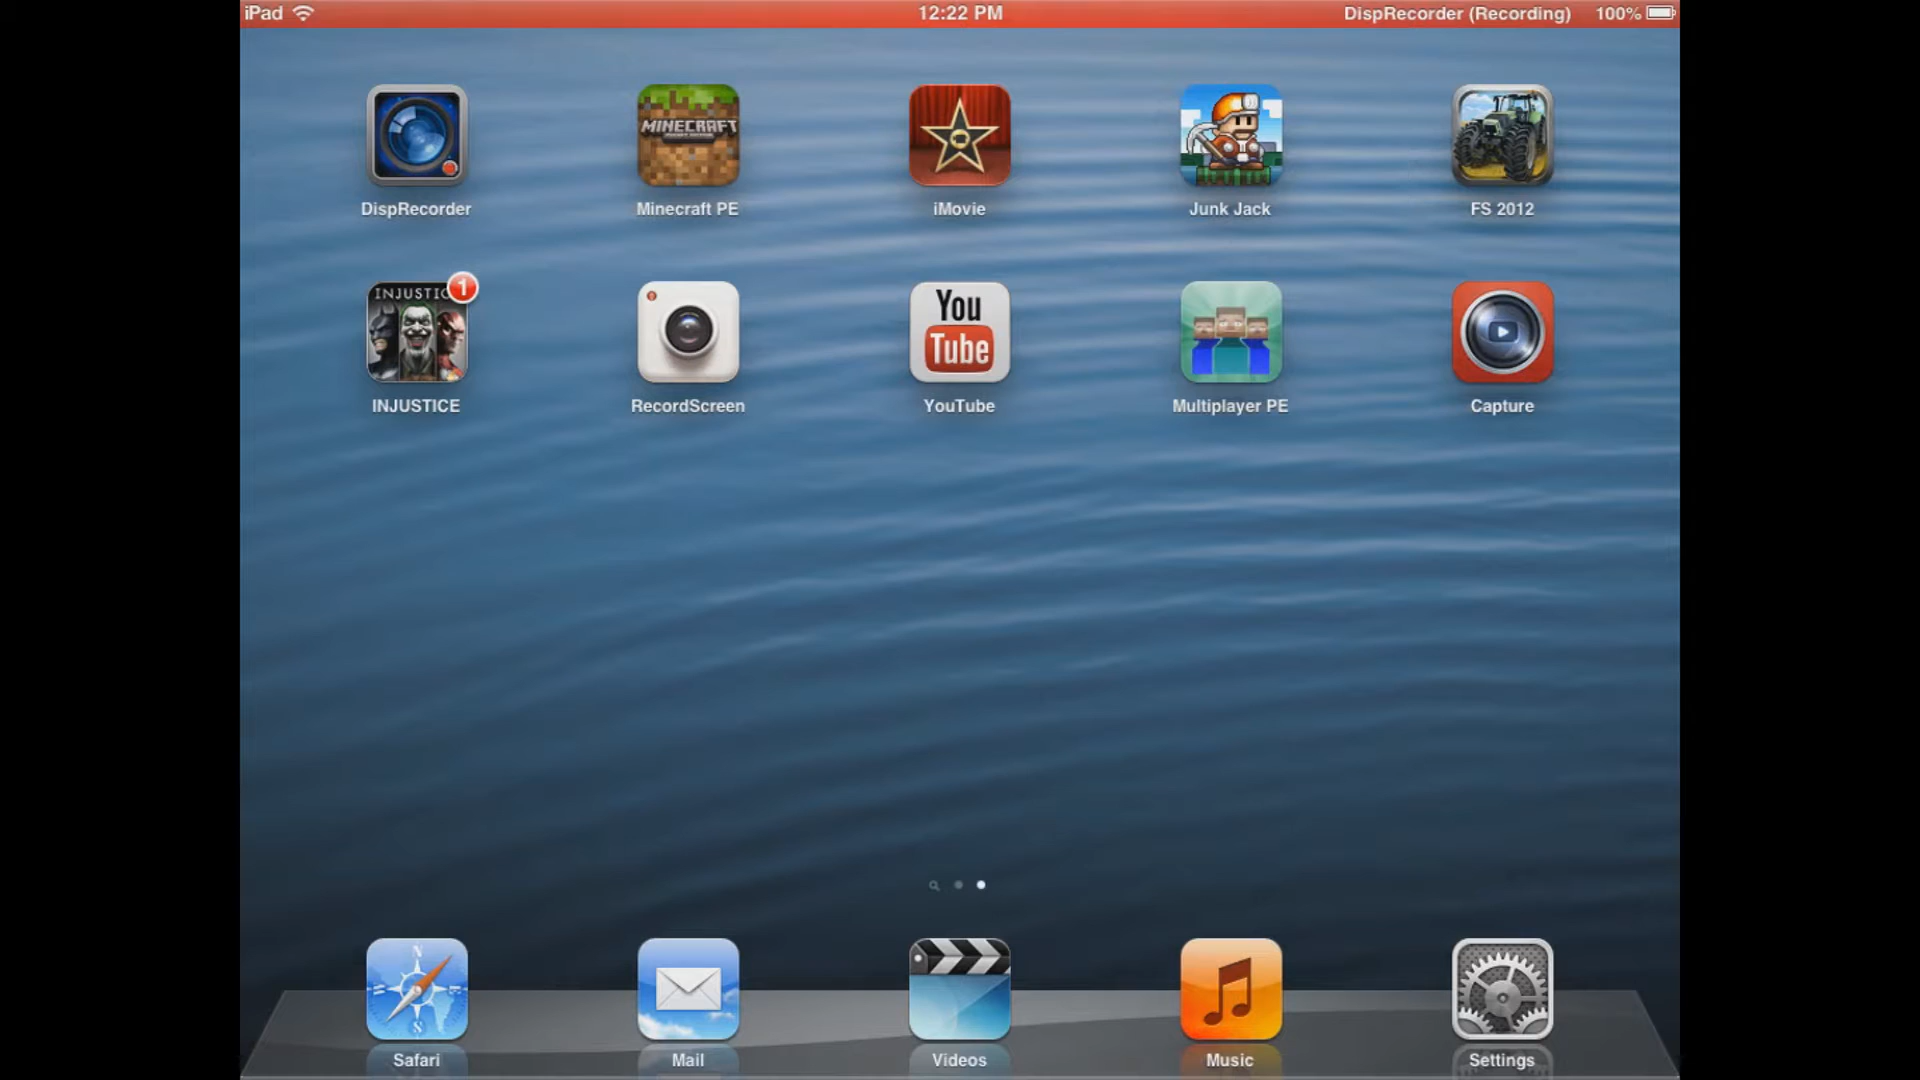 iPad 12:22 PM DispRecorder (Recording) 100%
MINECRAFT
DispRecorder Minecraft PE iMovie Junk Jack FS 2012
INJUSTIC 1 You
Tube
INJUSTICE RecordScreen YouTube Multiplayer PE Capture
N
S
Safari Mail Videos Music Settings